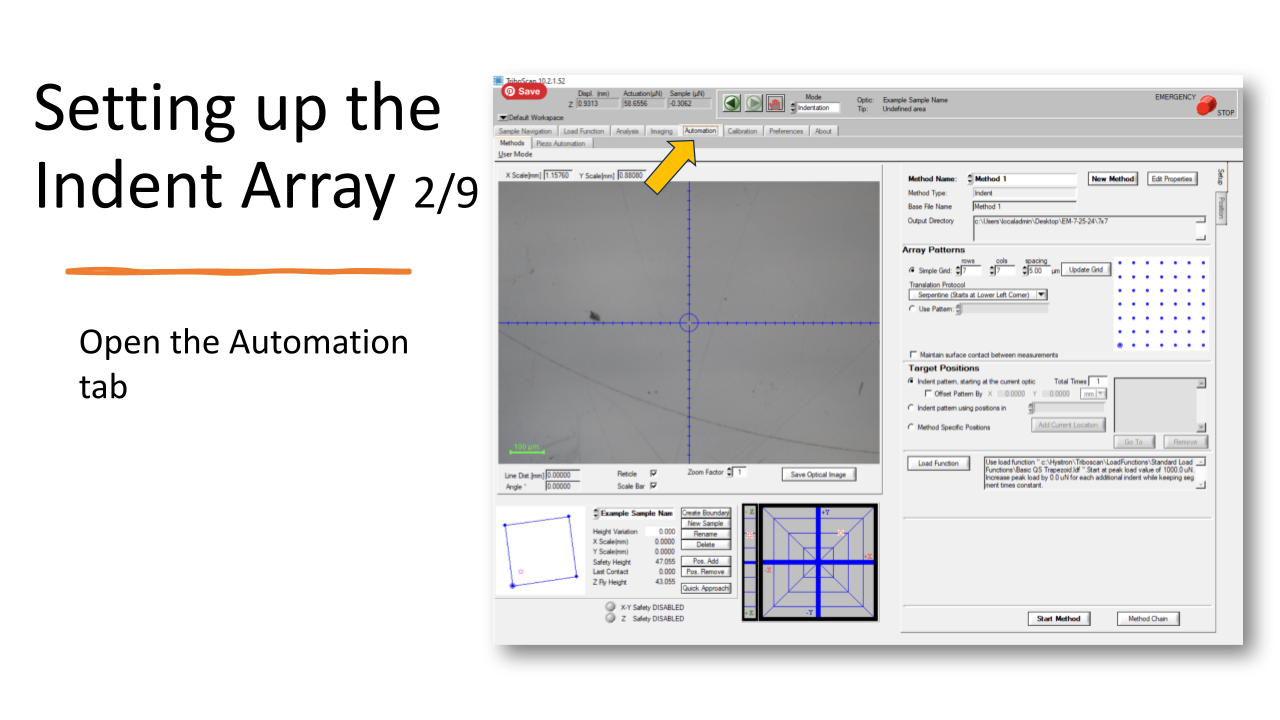 Setting up the
Indent Array 2/9
Open the Automation
tab
TriboScan 10.2.1.52
Save
Displ. (nm) Actuation(µN) Sample (µN)
Z 0.9313 58.6556 -0.3062
Mode
Indentation
Optic: Example Sample Name
Tip: Undefined area
EMERGENCY
STOP
Default Workspace
Sample Navigation Load Function Analysis Imaging Automation Calibration Preferences About
Methods Piezo Automation
User Mode
X Scale[mm] 1.15760 Y Scale[mm] 0.88080
100 µm
Line Dist [mm] 0.00000
Angle ° 0.00000
Reticle
Scale Bar
Zoom Factor 1
Save Optical Image
Example Sample Nam
Height Variation 0.000
X Scale(mm) 0.0000
Y Scale(mm) 0.0000
Safety Height 47.055
Last Contact 0.000
Z Fly Height 43.055
Create Boundary
New Sample
Rename
Delete
Pos. Add
Pos. Remove
Quick Approach
X-Y Safety DISABLED
Z Safety DISABLED
-Z
+Z
+Y
+X
-X
-Y
Method Name: Method 1 New Method Edit Properties
Method Type: Indent
Base File Name Method 1
Output Directory c:\Users\localadmin\Desktop\EM-7-25-24\7x7
Setup
Position
Array Patterns
rows cols spacing
Simple Grid: 7 7 5.00 µm Update Grid
Translation Protocol
Serpentine (Starts at Lower Left Corner)
Use Pattern:
Maintain surface contact between measurements
Target Positions
Indent pattern, starting at the current optic Total Times 1
Offset Pattern By X 0.0000 Y 0.0000 mm
Indent pattern using positions in
Method Specific Positions Add Current Location
Go To Remove
Load Function
Use load function " c:\Hysitron\Triboscan\LoadFunctions\Standard Load
Functions\Basic QS Trapezoid.ldf " Start at peak load value of 1000.0 uN.
Increase peak load by 0.0 uN for each additional indent while keeping seg
ment times constant.
Start Method Method Chain